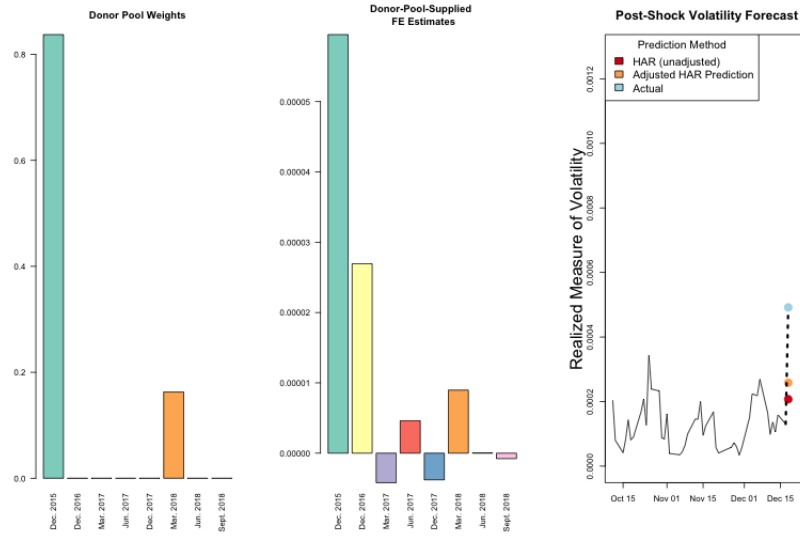 Donor Pool Weights
0.8
0.6
0.4
0.2
0.0
Dec. 2015
Dec. 2016
Mar. 2017
Jun. 2017
Dec. 2017
Mar. 2018
Jun. 2018
Sept. 2018
Donor-Pool-Supplied
FE Estimates
0.00005
0.00004
0.00003
0.00002
0.00001
0.00000
Dec. 2015
Dec. 2016
Mar. 2017
Jun. 2017
Dec. 2017
Mar. 2018
Jun. 2018
Sept. 2018
Post-Shock Volatility Forecast
Prediction Method
HAR (unadjusted)
Adjusted HAR Prediction
Actual
Realized Measure of Volatility
0.0012
0.0010
0.0008
0.0006
0.0004
0.0002
0.0000
Oct 15
Nov 01
Nov 15
Dec 01
Dec 15